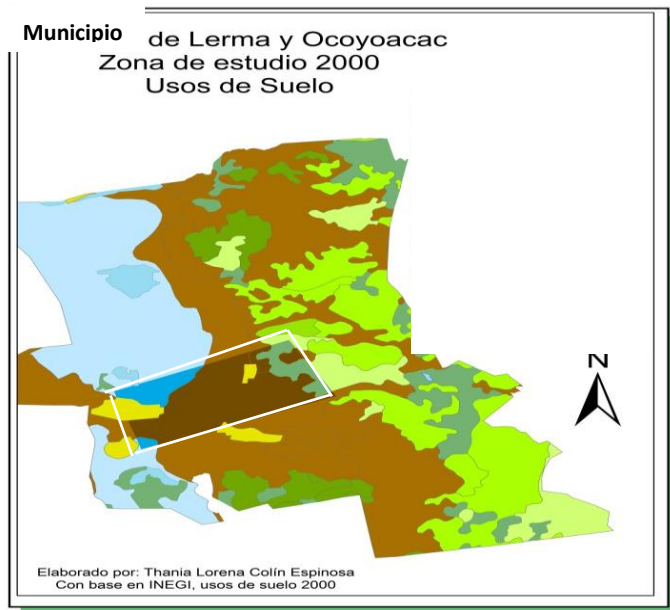 Municipio de Lerma y Ocoyoacac
Zona de estudio 2000
Usos de Suelo
N
Elaborado por: Thania Lorena Colín Espinosa
Con base en INEGI, usos de suelo 2000